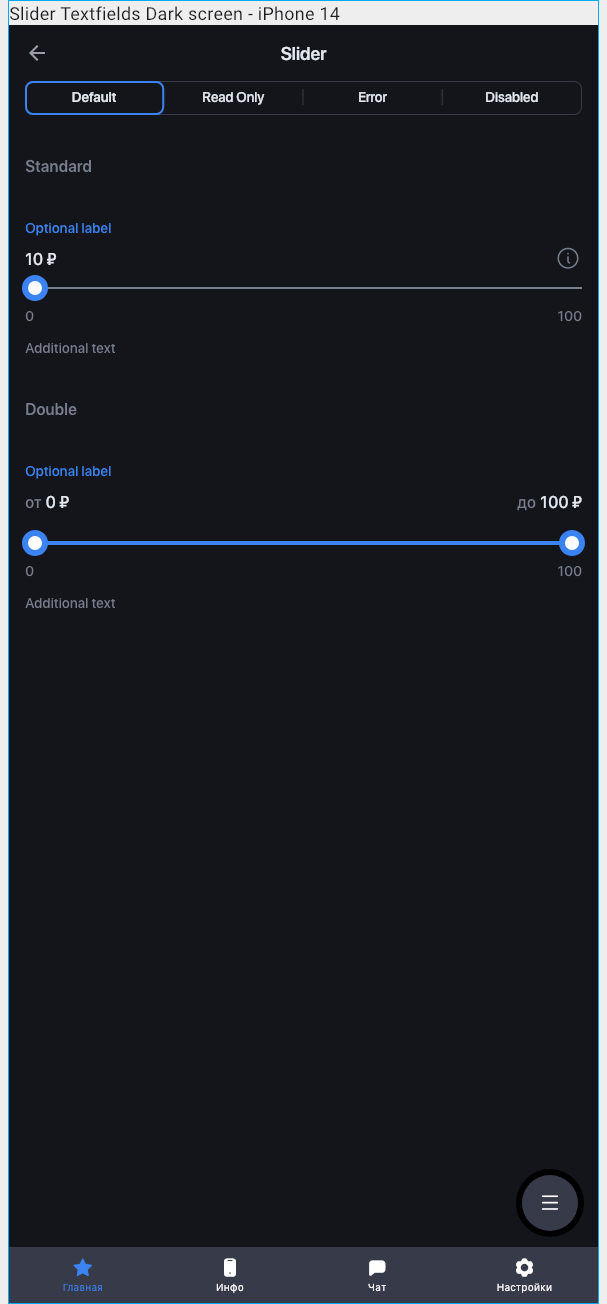 Slider Textfields Dark screen - iPhone 14
Slider
Default Read Only Error Disabled
Standard
Optional label
10 ₽
0 100
Additional text
Double
Optional label
от 0 ₽ до 100 ₽
0 100
Additional text
Главная Инфо Чат Настройки